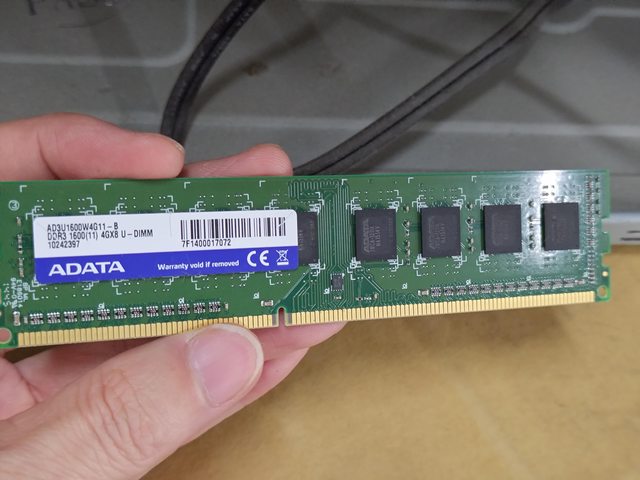 AD3U1600W4G11-B
DDR3 1600(11) 4GX8 U-DIMM
10242397
7F1400017072
ADATA
Warranty void if removed
CE